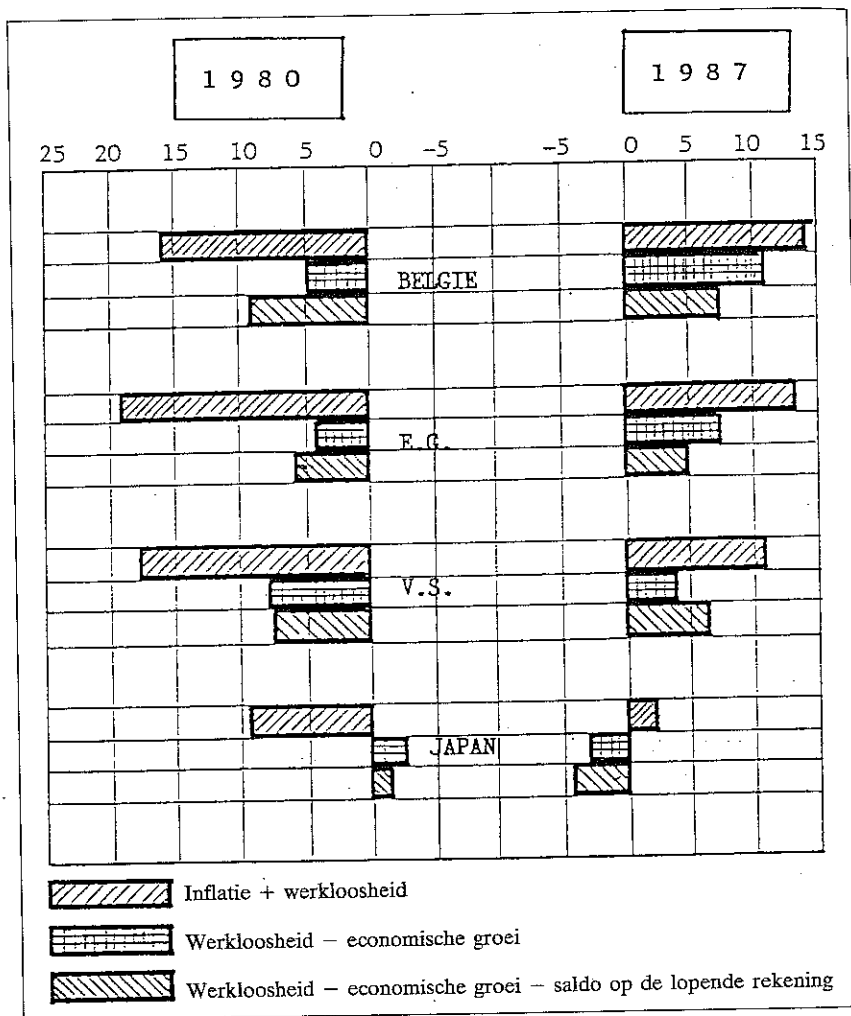 1980
1987
25 20 15 10 5 0 -5 -5 0 5 10 15
BELGIE
E.G.
V.S.
JAPAN
Inflatie + werkloosheid
Werkloosheid – economische groei
Werkloosheid – economische groei – saldo op de lopende rekening